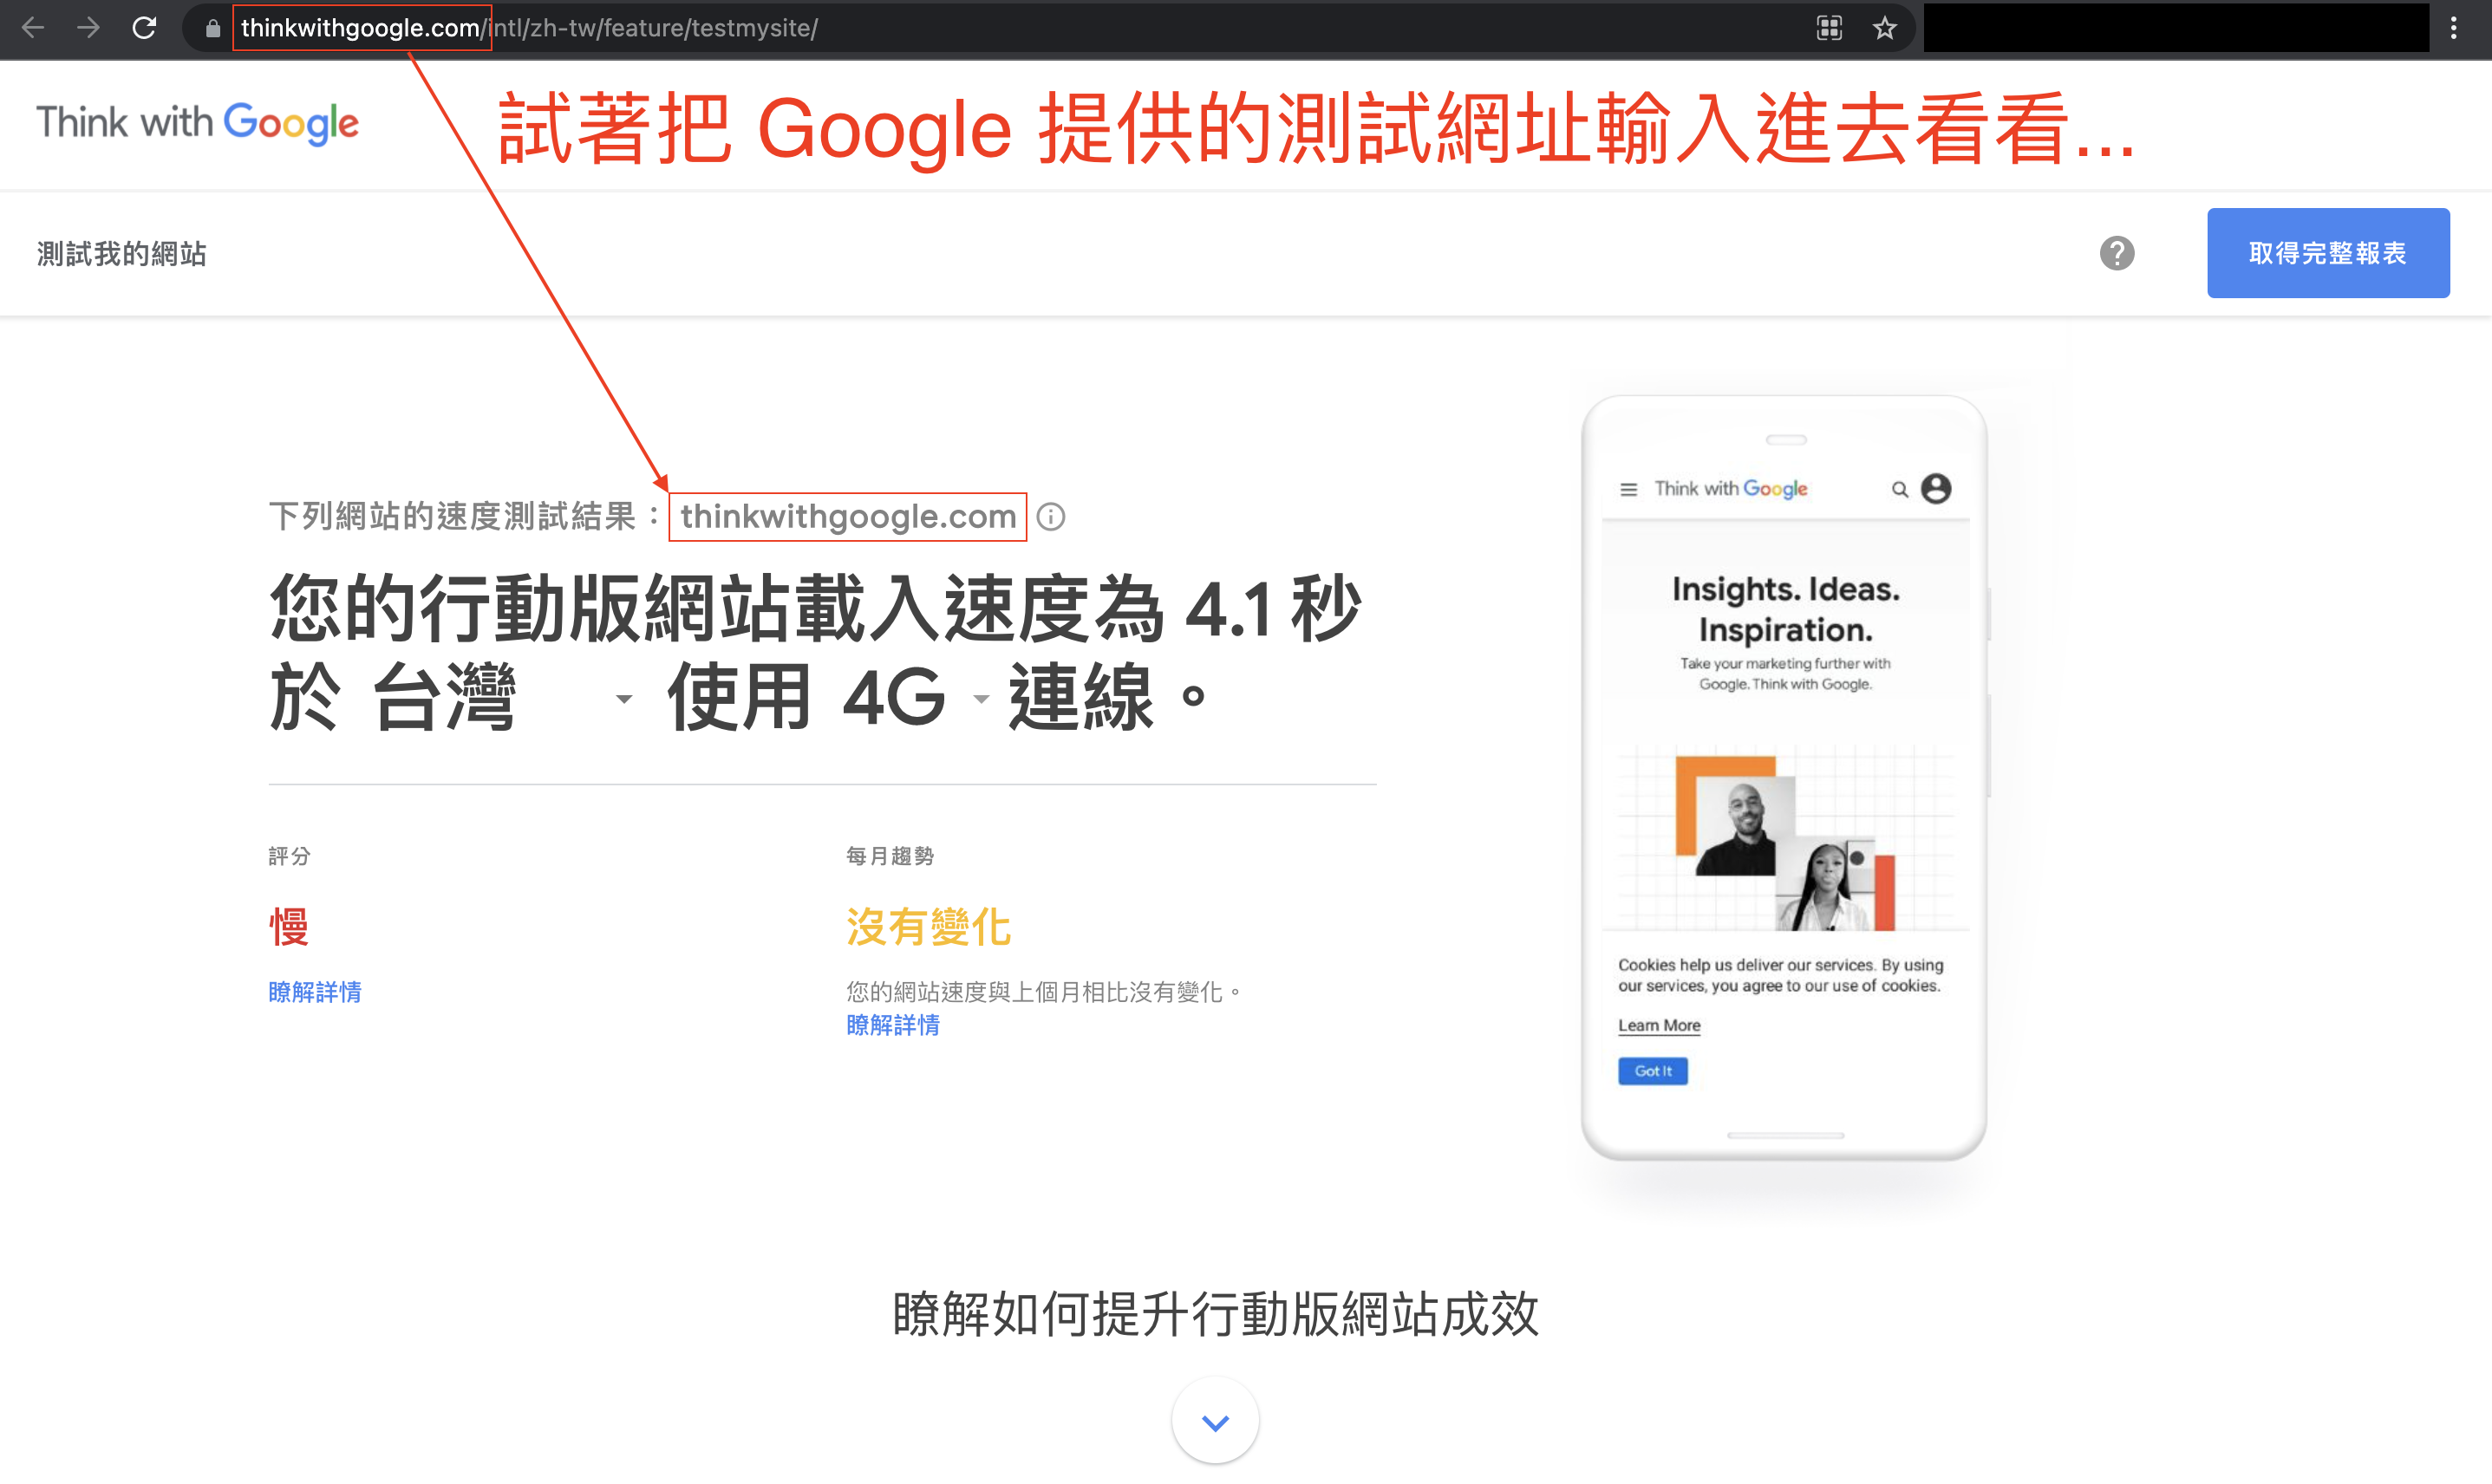 thinkwithgoogle.com/intl/zh-tw/feature/testmysite/
Think with Google
試著把 Google 提供的測試網址輸入進去看看...
測試我的網站
取得完整報表
下列網站的速度測試結果：thinkwithgoogle.com
您的行動版網站載入速度為 4.1 秒
於 台灣 使用 4G 連線。
評分
慢
瞭解詳情
每月趨勢
沒有變化
您的網站速度與上個月相比沒有變化。
瞭解詳情
Think with Google
Insights. Ideas.
Inspiration.
Take your marketing further with
Google. Think with Google.
Cookies help us deliver our services. By using
our services, you agree to our use of cookies.
Learn More
Got It
瞭解如何提升行動版網站成效